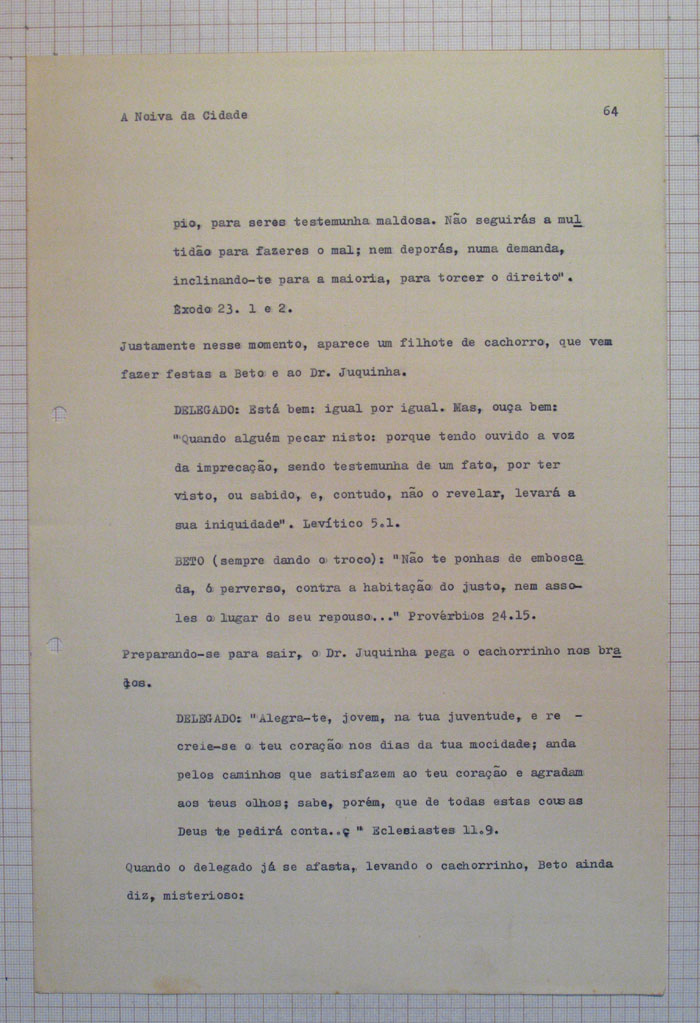 A Noiva da Cidade
64
pio, para seres testemunha maldosa. Não seguirás a mul
tidão para fazeres o mal; nem deporás, numa demanda,
inclinando-te para a maioria, para torcer o direito".
Êxodo 23. 1 e 2.
Justamente nesse momento, aparece um filhote de cachorro, que vem
fazer festas a Beto e ao Dr. Juquinha.
DELEGADO: Está bem: igual por igual. Mas, ouça bem:
"Quando alguém pecar nisto: porque tendo ouvido a voz
da imprecação, sendo testemunha de um fato, por ter
visto, ou sabido, e, contudo, não o revelar, levará a
sua iniquidade". Levítico 5.1.
BETO (sempre dando o troco): "Não te ponhas de embosca
da, ó perverso, contra a habitação do justo, nem asso-
les o lugar do seu repouso..." Provérbios 24.15.
Preparando-se para sair, o Dr. Juquinha pega o cachorrinho nos bra
ços.
DELEGADO: "Alegra-te, jovem, na tua juventude, e re -
creie-se o teu coração nos dias da tua mocidade; anda
pelos caminhos que satisfazem ao teu coração e agradam
aos teus olhos; sabe, porém, que de todas estas cousas
Deus te pedirá conta..ç " Eclesiastes 11.9.
Quando o delegado já se afasta, levando o cachorrinho, Beto ainda
diz, misterioso: